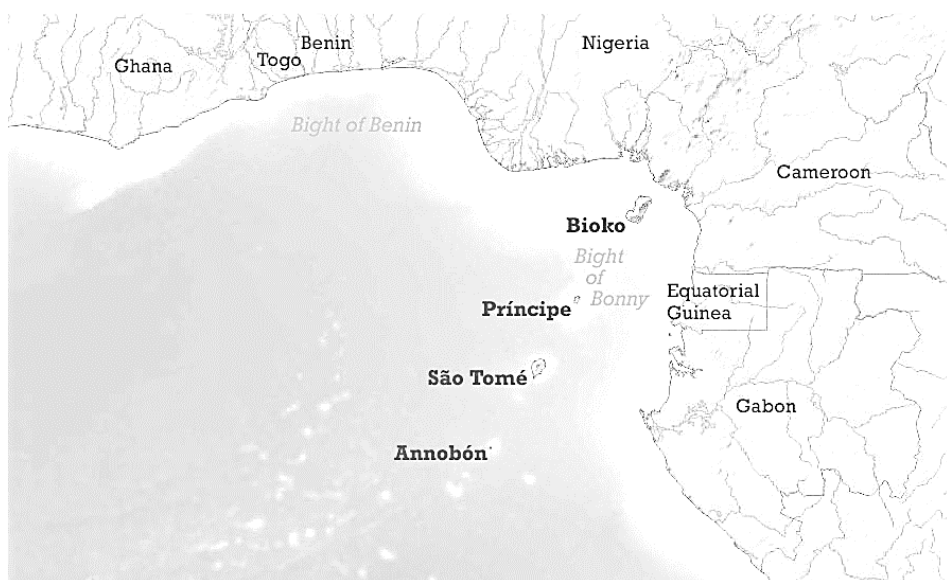 Benin
Nigeria
Togo
Ghana
Bight of Benin
Cameroon
Bioko
Bight
of
Bonny
Equatorial
Guinea
Príncipe
São Tomé
Gabon
Annobón